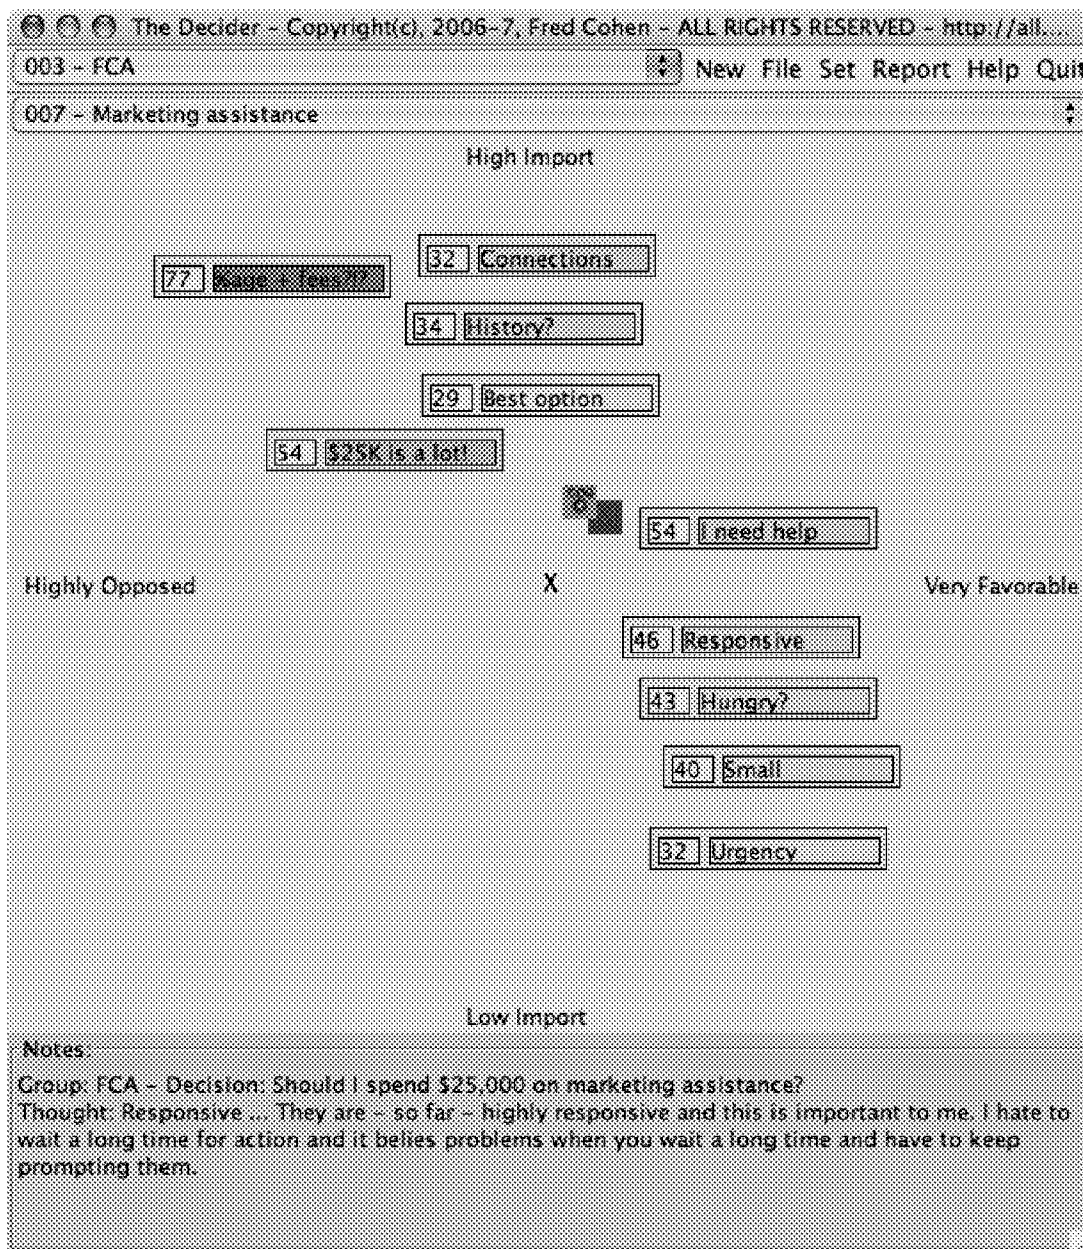 The Decider - Copyright(c), 2006-7, Fred Cohen - ALL RIGHTS RESERVED - http://all....
003 - FCA
New File Set Report Help Quit
007 - Marketing assistance
High Import
32 Connections
77 %age + fees?!?
34 History?
29 Best option
54 $25K is a lot!
54 I need help
Highly Opposed X Very Favorable
46 Responsive
43 Hungry?
40 Small
32 Urgency
Low Import
Notes:
Group: FCA - Decision: Should I spend $25,000 on marketing assistance?
Thought: Responsive ... They are - so far - highly responsive and this is important to me. I hate to
wait a long time for action and it belies problems when you wait a long time and have to keep
prompting them.